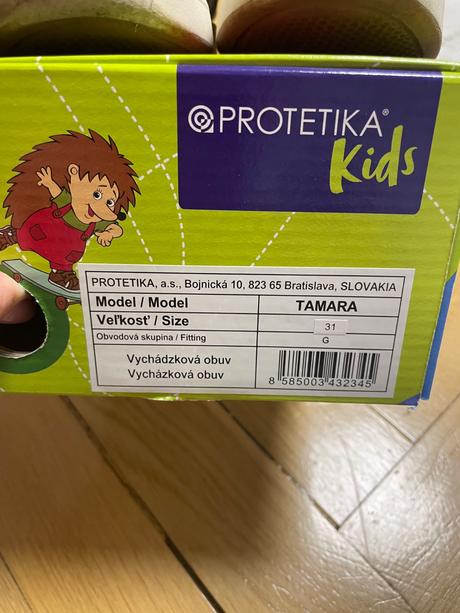 PROTETIKA®
Kids
PROTETIKA, a.s., Bojnická 10, 823 65 Bratislava, SLOVAKIA
Model / Model TAMARA
Veľkosť / Size 31
Obvodová skupina / Fitting G
Vychádzková obuv
Vycházková obuv
8 585003 432345